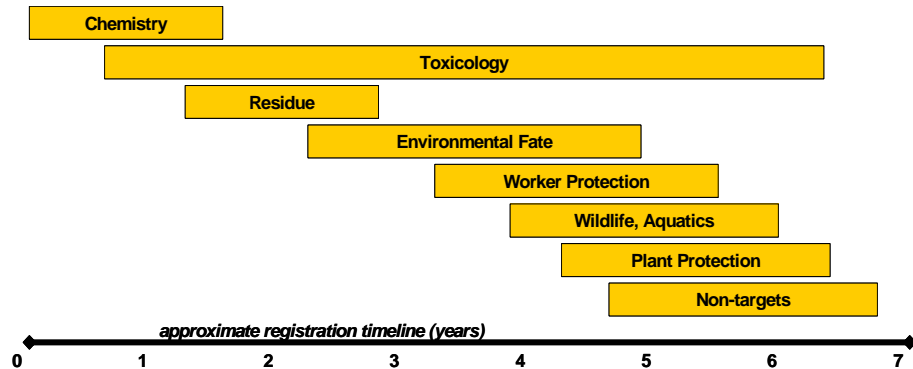 Chemistry
Toxicology
Residue
Environmental Fate
Worker Protection
Wildlife, Aquatics
Plant Protection
Non-targets
approximate registration timeline (years)
0 1 2 3 4 5 6 7